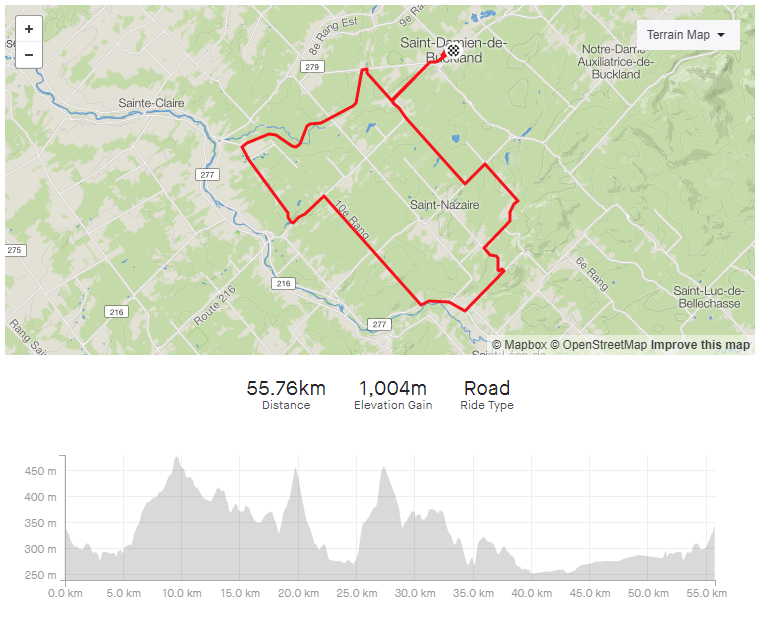 +
−
Terrain Map
8e Rang Est
9e Rang
279
Saint-Damien-de-
Buckland
Notre-Dame-
Auxiliatrice-de-
Buckland
Sainte-Claire
277
10e Rang
Saint-Nazaire
275
216
6e Rang
Saint-Luc-de-
Bellechasse
216
Route 216
277
© Mapbox © OpenStreetMap Improve this map
55.76km
1,004m
Road
Distance
Elevation Gain
Ride Type
450 m
400 m
350 m
300 m
250 m
0.0 km
5.0 km
10.0 km
15.0 km
20.0 km
25.0 km
30.0 km
35.0 km
40.0 km
45.0 km
50.0 km
55.0 km